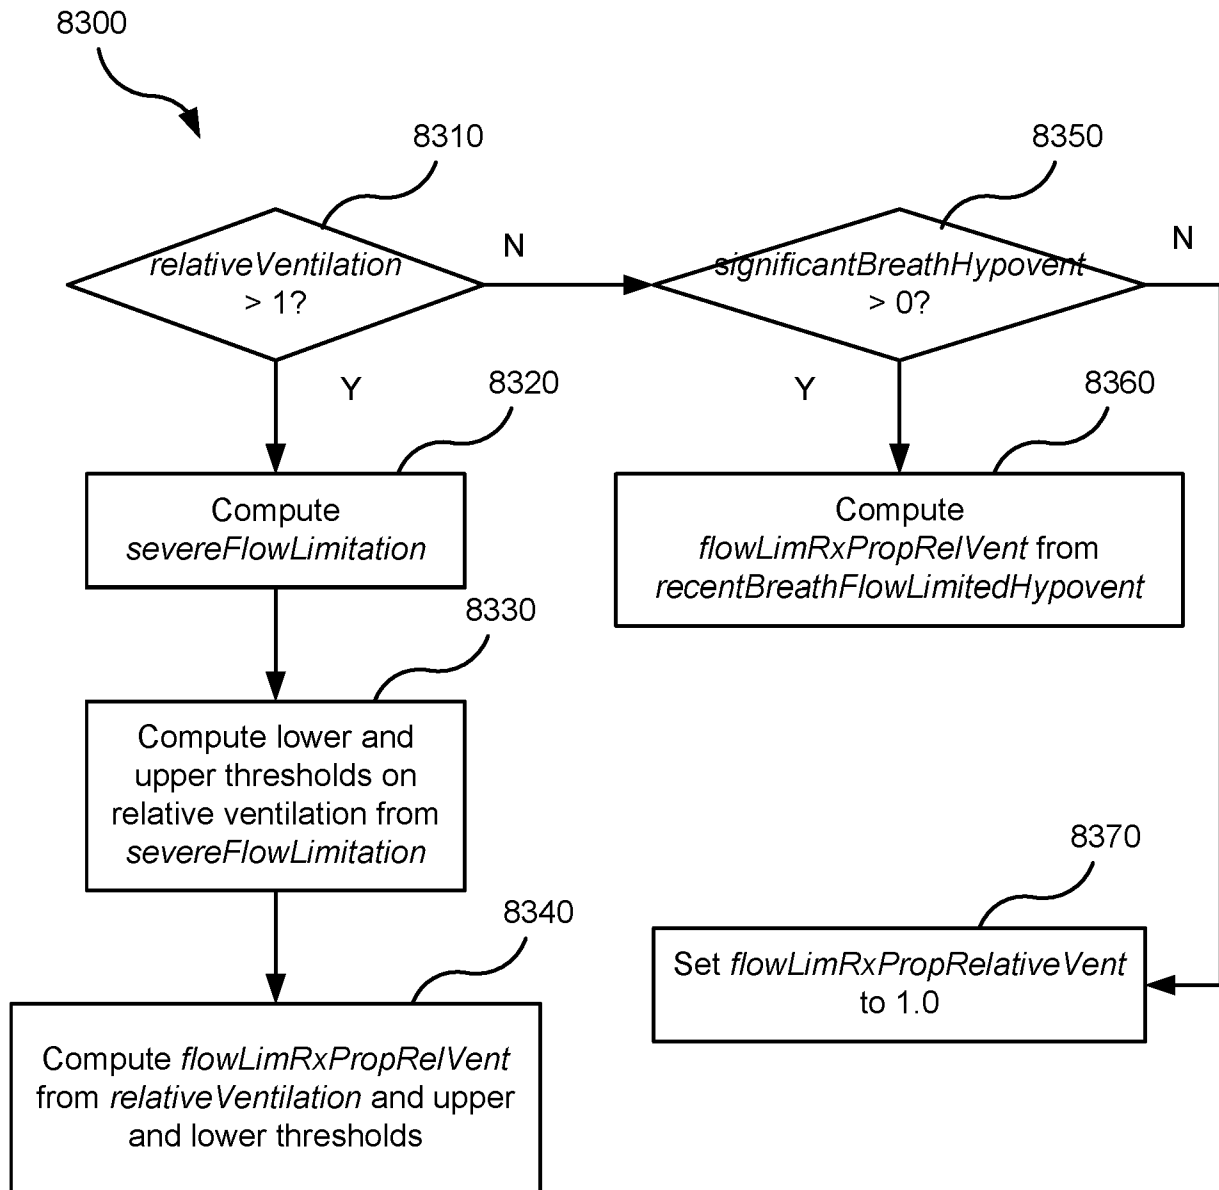 8300
8310
8350
relativeVentilation
> 1?
N
significantBreathHypovent
> 0?
N
Y
8320
Y
8360
Compute
severeFlowLimitation
Compute
flowLimRxPropRelVent from
recentBreathFlowLimitedHypovent
8330
Compute lower and
upper thresholds on
relative ventilation from
severeFlowLimitation
8370
Set flowLimRxPropRelativeVent
to 1.0
8340
Compute flowLimRxPropRelVent
from relativeVentilation and upper
and lower thresholds